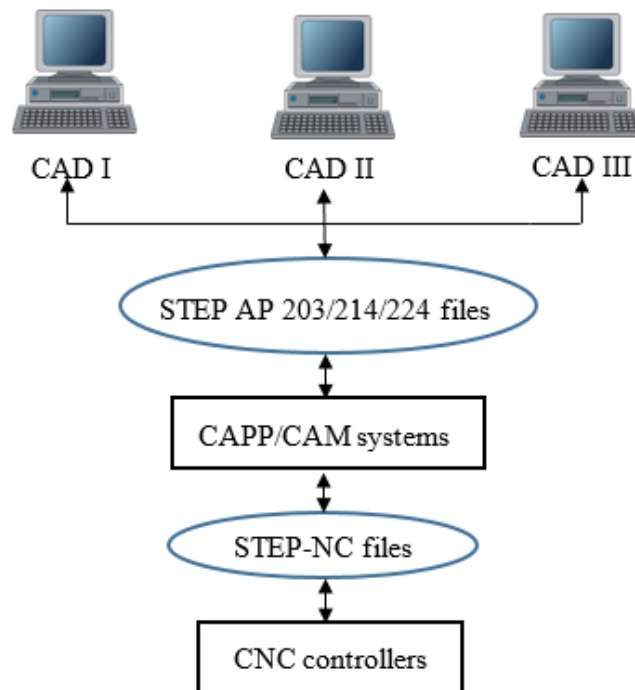 CAD I
CAD II
CAD III
STEP AP 203/214/224 files
CAPP/CAM systems
STEP-NC files
CNC controllers